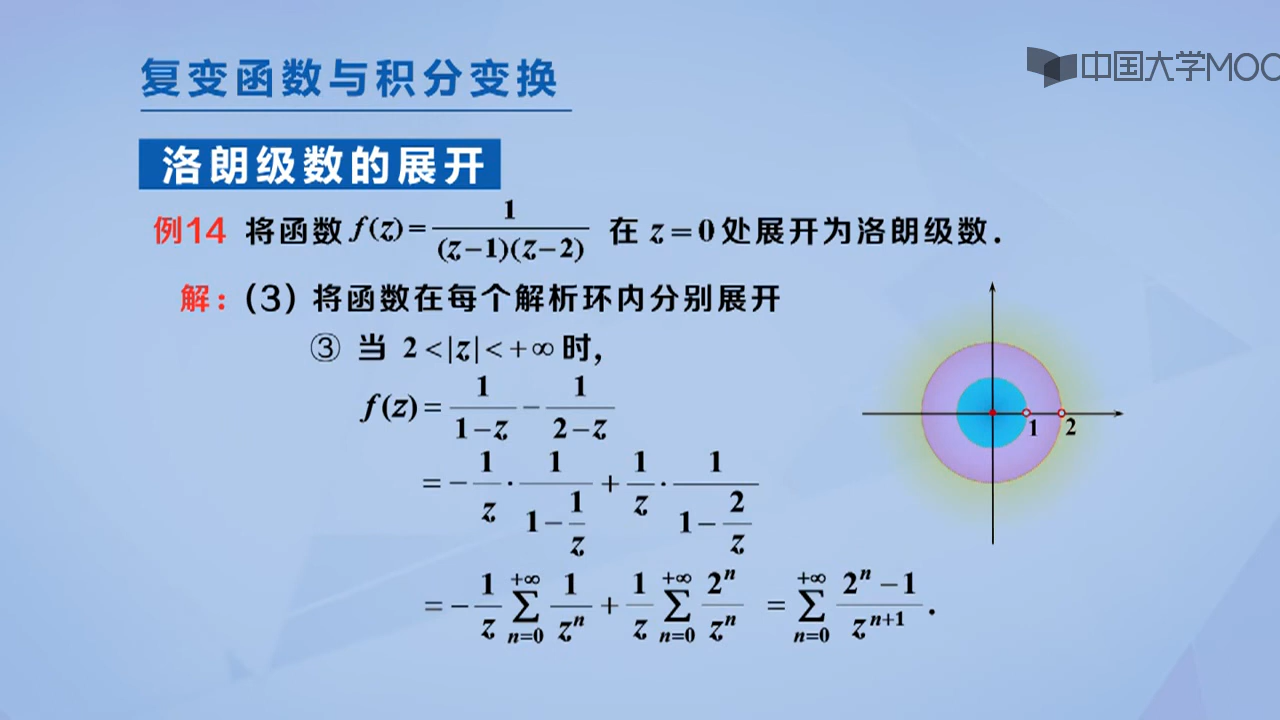 复变函数与积分变换
中国大学MOO
洛朗级数的展开
例14 将函数 f(z) = 1/((z−1)(z−2)) 在 z = 0 处展开为洛朗级数.
解：(3) 将函数在每个解析环内分别展开
③ 当 2 < |z| < +∞ 时,
f(z) = 1/(1−z) − 1/(2−z)
= − 1/z · 1/(1 − 1/z) + 1/z · 1/(1 − 2/z)
= − 1/z ∑_{n=0}^{+∞} 1/z^n + 1/z ∑_{n=0}^{+∞} 2^n/z^n = ∑_{n=0}^{+∞} (2^n − 1)/z^{n+1} .
1 2